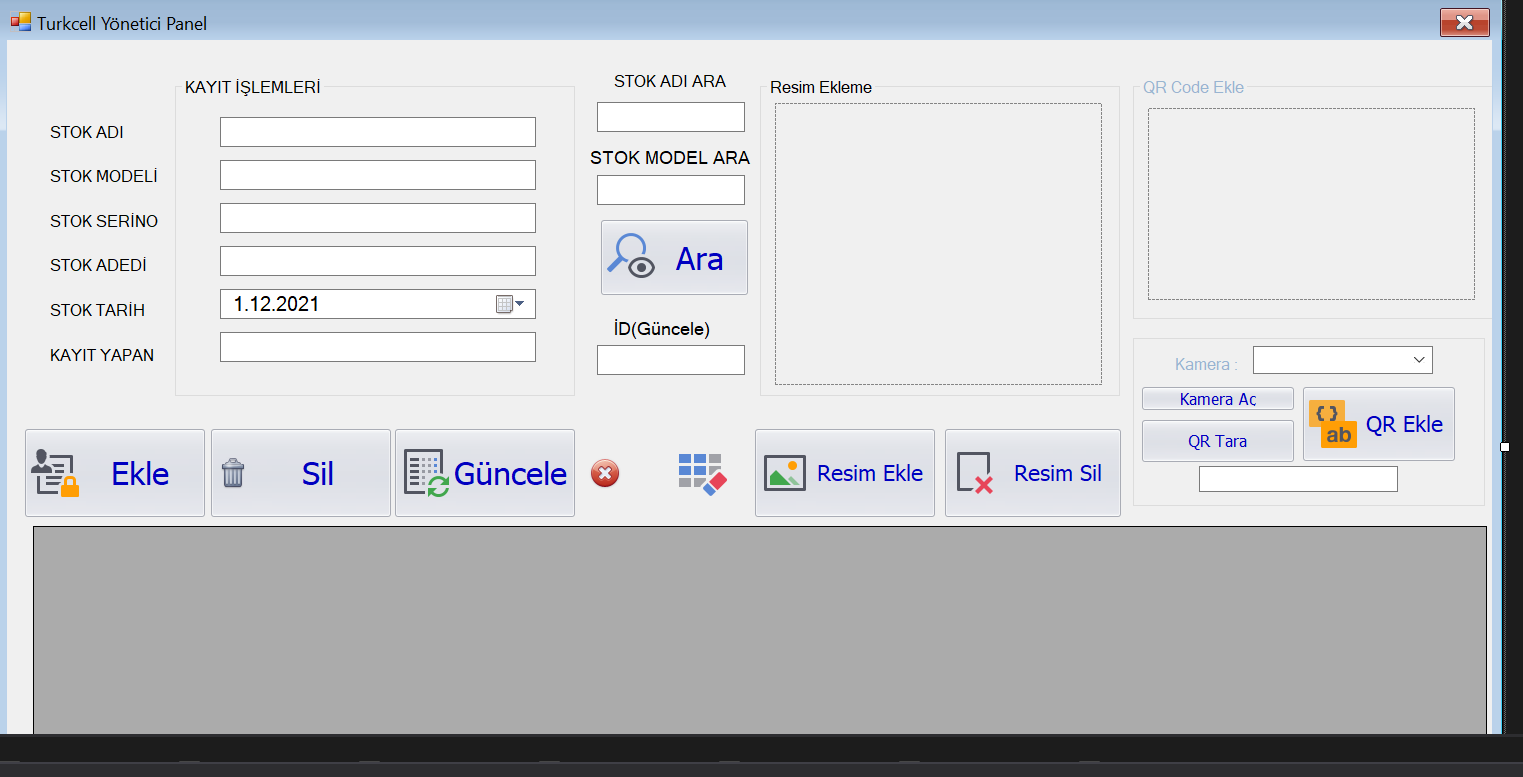 Turkcell Yönetici Panel
KAYIT İŞLEMLERİ
STOK ADI
STOK MODELİ
STOK SERİNO
STOK ADEDİ
STOK TARİH
1.12.2021
KAYIT YAPAN
STOK ADI ARA
STOK MODEL ARA
Ara
İD(Güncele)
Resim Ekleme
QR Code Ekle
Kamera :
Kamera Aç
QR Tara
{} ab
QR Ekle
Ekle
Sil
Güncele
Resim Ekle
Resim Sil